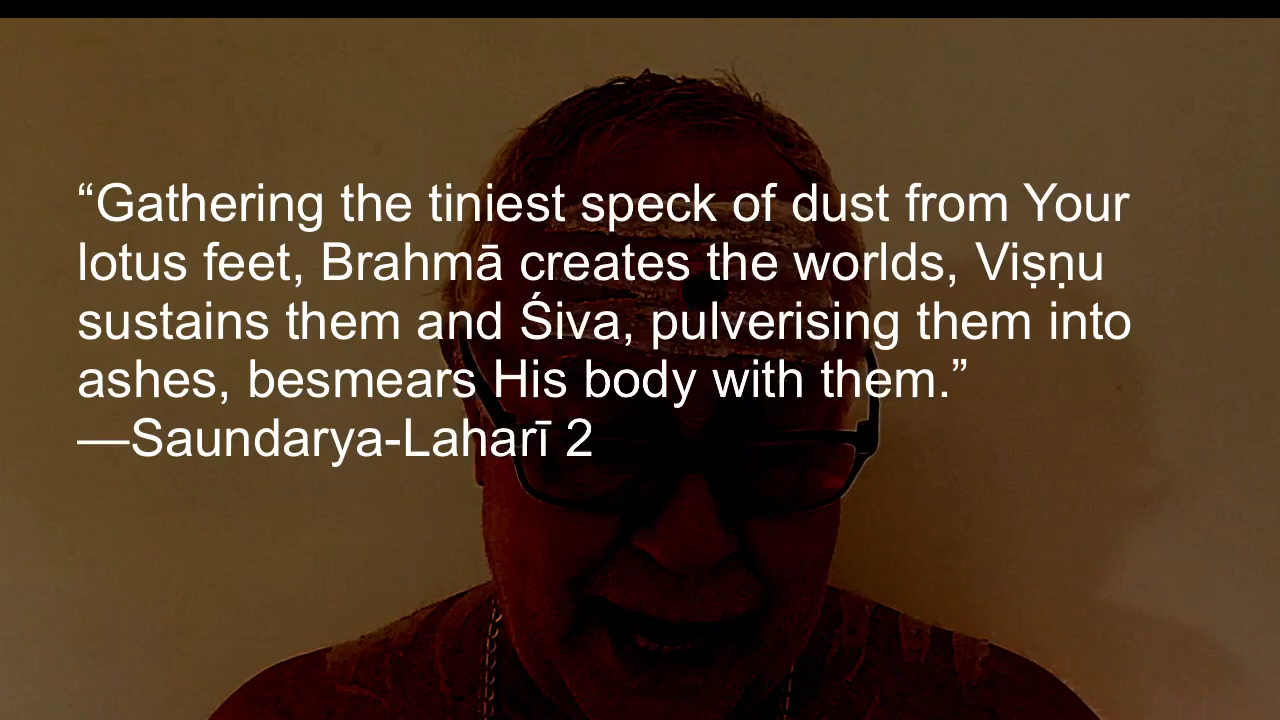 “Gathering the tiniest speck of dust from Your
lotus feet, Brahmā creates the worlds, Viṣṇu
sustains them and Śiva, pulverising them into
ashes, besmears His body with them.”
—Saundarya-Laharī 2